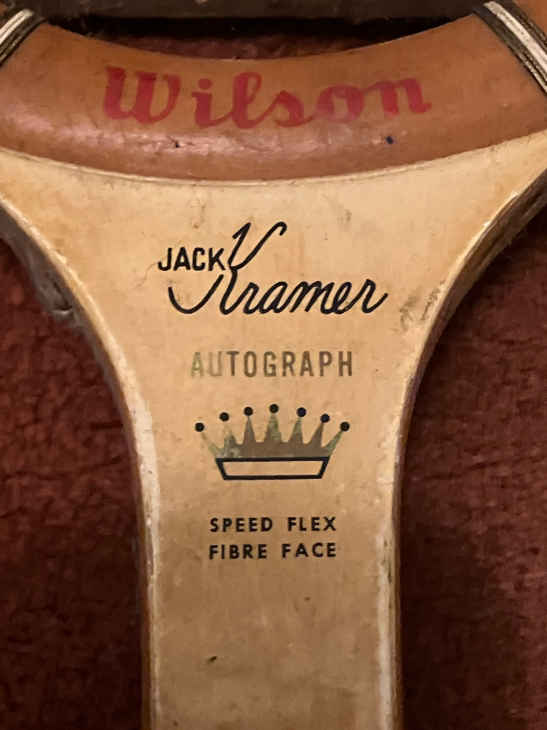 Wilson
JACK Kramer
AUTOGRAPH
SPEED FLEX
FIBRE FACE